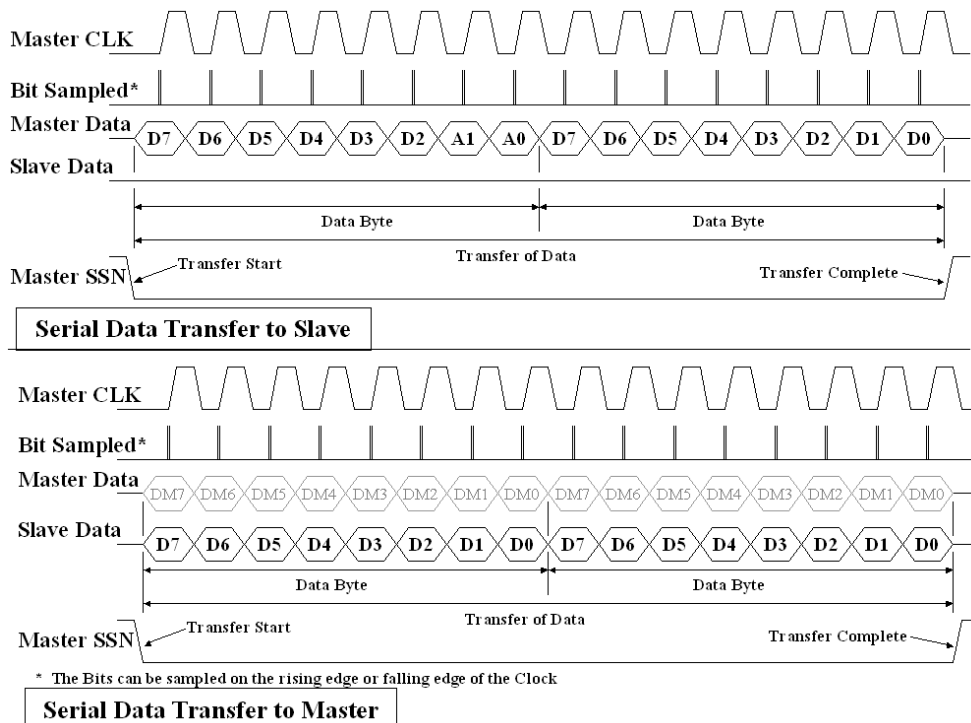 Master CLK
Bit Sampled*
Master Data
D7 D6 D5 D4 D3 D2 A1 A0 D7 D6 D5 D4 D3 D2 D1 D0
Slave Data
Data Byte Data Byte
Transfer of Data
Master SSN
Transfer Start
Transfer Complete
Serial Data Transfer to Slave
Master CLK
Bit Sampled*
Master Data
DM7 DM6 DM5 DM4 DM3 DM2 DM1 DM0 DM7 DM6 DM5 DM4 DM3 DM2 DM1 DM0
Slave Data
D7 D6 D5 D4 D3 D2 D1 D0 D7 D6 D5 D4 D3 D2 D1 D0
Data Byte Data Byte
Transfer of Data
Master SSN
Transfer Start
Transfer Complete
* The Bits can be sampled on the rising edge or falling edge of the Clock
Serial Data Transfer to Master